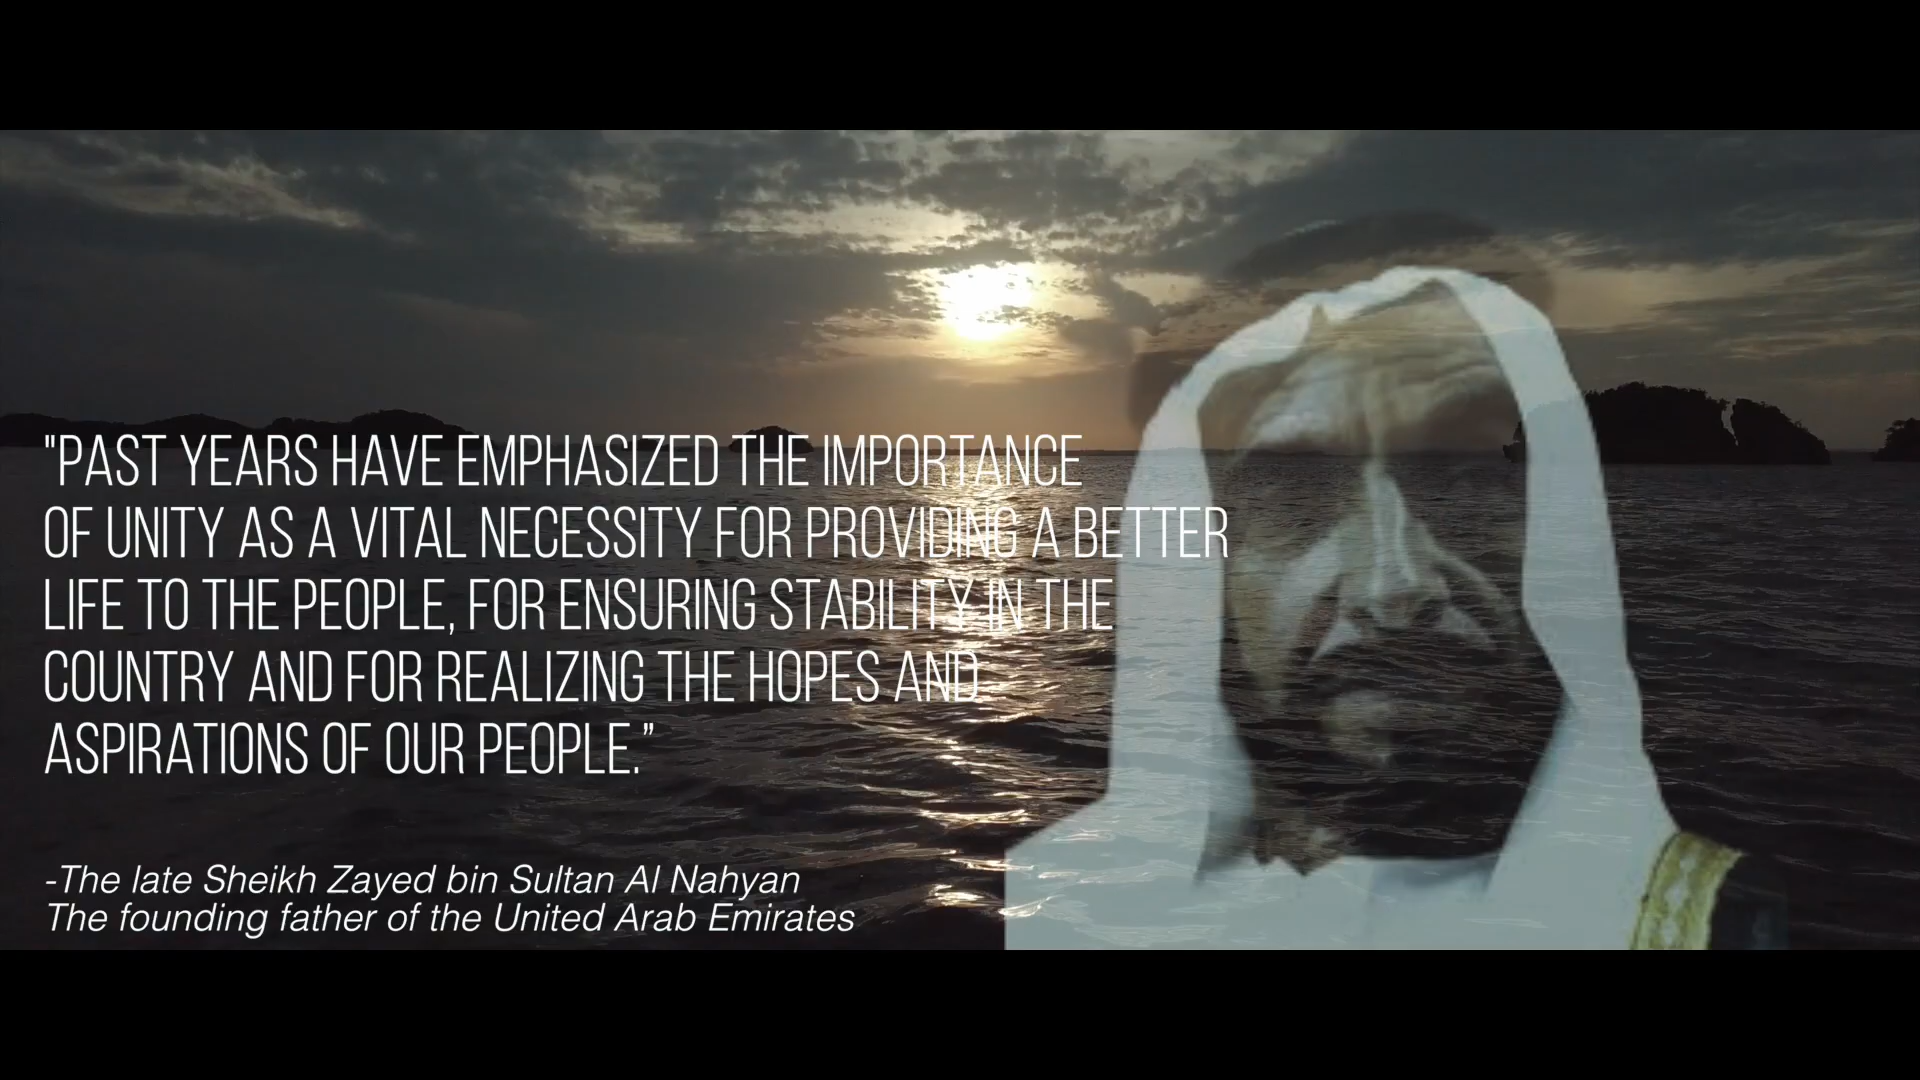 "PAST YEARS HAVE EMPHASIZED THE IMPORTANCE
OF UNITY AS A VITAL NECESSITY FOR PROVIDING A BETTER
LIFE TO THE PEOPLE, FOR ENSURING STABILITY IN THE
COUNTRY AND FOR REALIZING THE HOPES AND
ASPIRATIONS OF OUR PEOPLE.”
-The late Sheikh Zayed bin Sultan Al Nahyan
The founding father of the United Arab Emirates